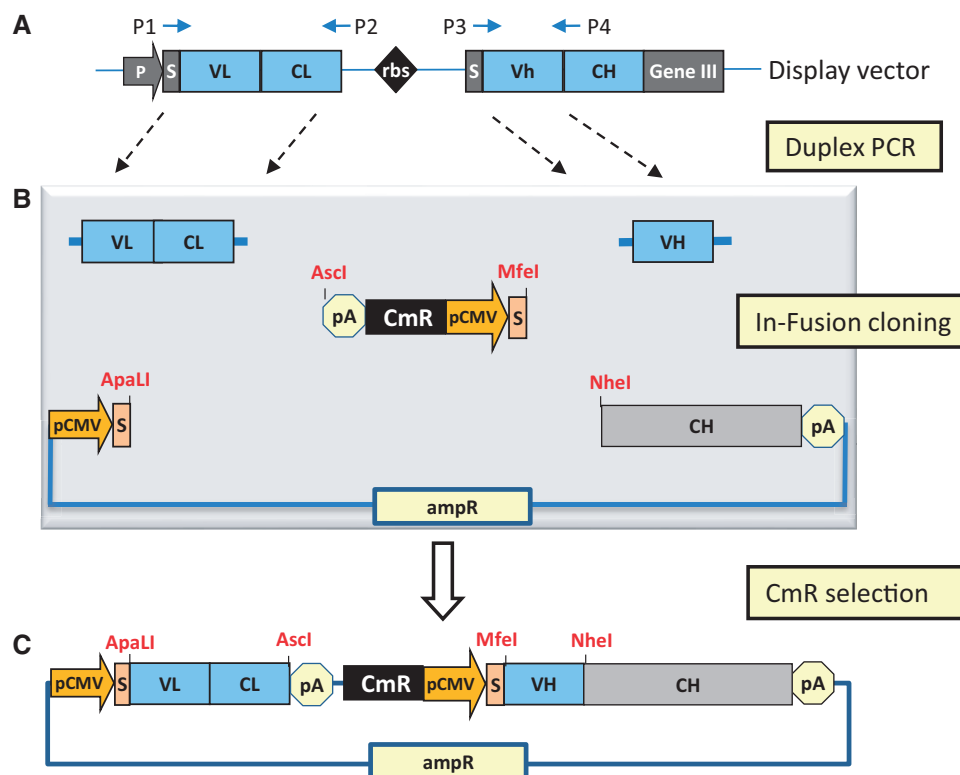 A
P1
P2
P3
P4
P
S
VL
CL
rbs
S
Vh
CH
Gene III
Display vector
Duplex PCR
B
VL
CL
VH
AscI
MfeI
pA
CmR
pCMV
S
In-Fusion cloning
ApaLI
NheI
pCMV
S
CH
pA
ampR
CmR selection
C
ApaLI
AscI
MfeI
NheI
pCMV
S
VL
CL
pA
CmR
pCMV
S
VH
CH
pA
ampR